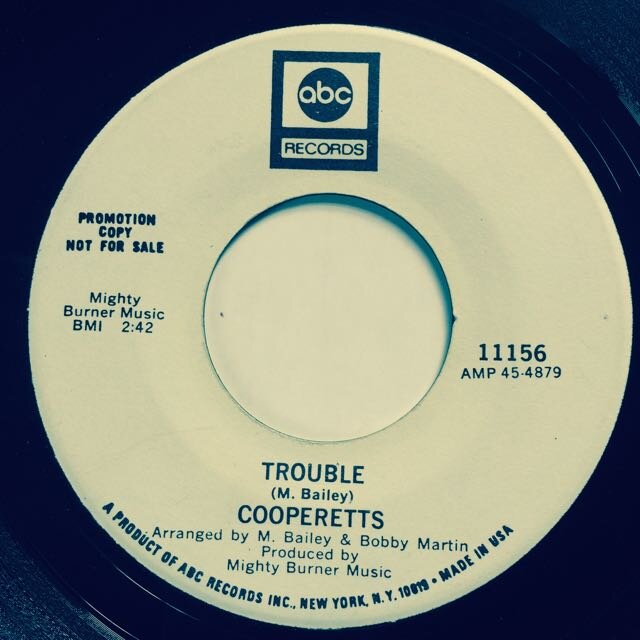 abc
RECORDS
PROMOTION
COPY
NOT FOR SALE
Mighty
Burner Music
BMI 2:42
11156
AMP 45-4879
TROUBLE
(M. Bailey)
COOPERETTS
Arranged by M. Bailey & Bobby Martin
Produced by
Mighty Burner Music
A PRODUCT OF ABC RECORDS INC., NEW YORK, N.Y. 10019 • MADE IN USA